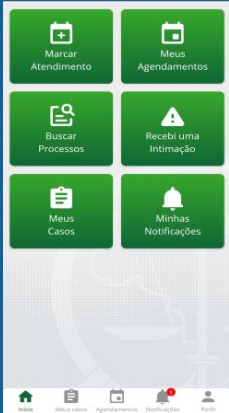 Marcar
Atendimento
Meus
Agendamentos
Buscar
Processos
Recebi uma
Intimação
Meus
Casos
Minhas
Notificações
1
Início
Meus casos
Agendamentos
Notificações
Perfil